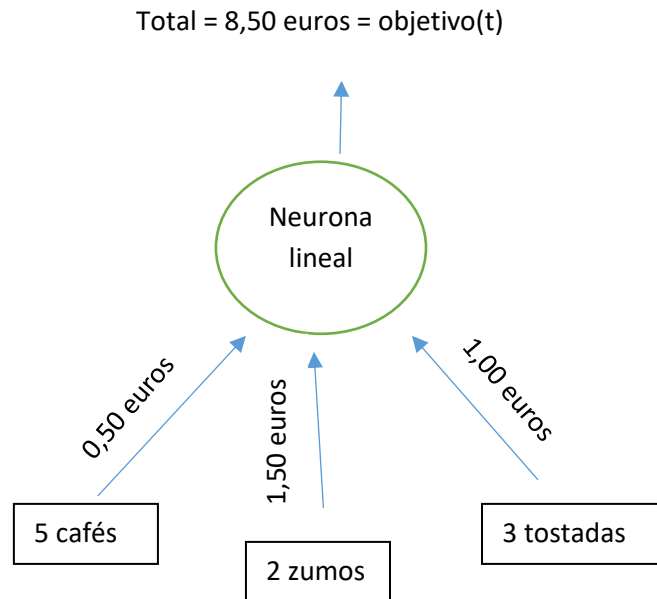 Total = 8,50 euros = objetivo(t)
Neurona
lineal
0,50 euros
1,50 euros
1,00 euros
5 cafés
2 zumos
3 tostadas